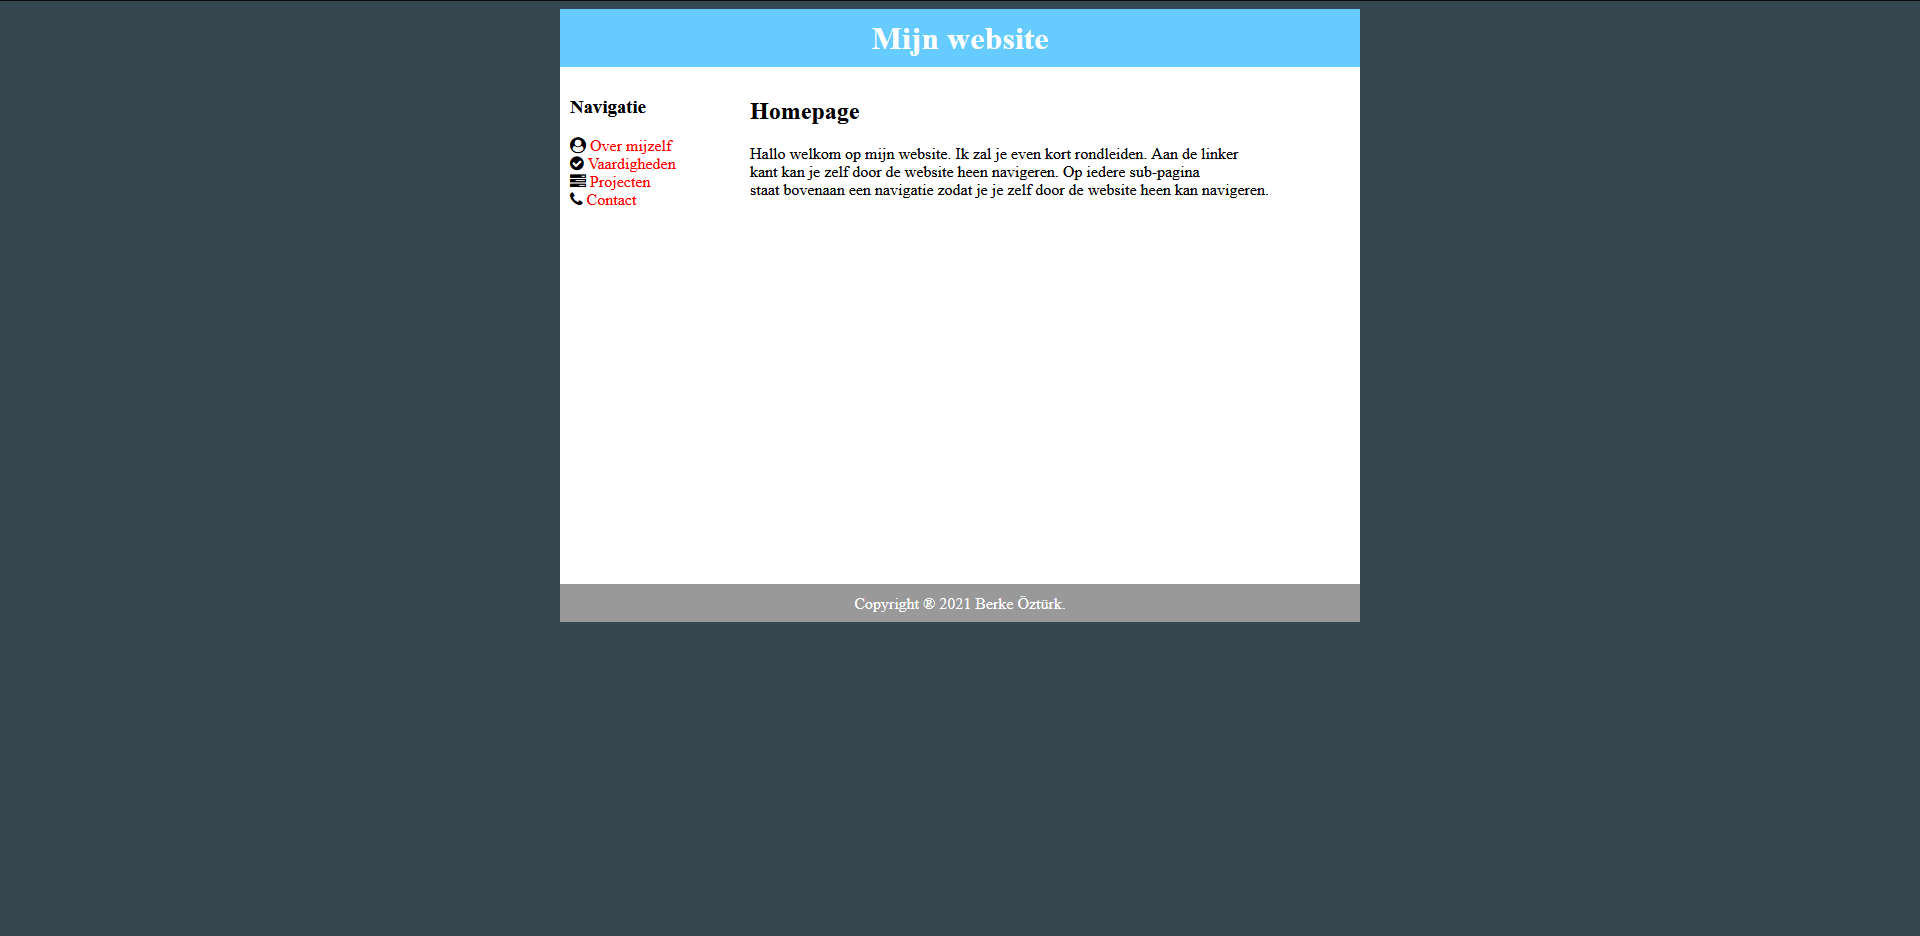 Mijn website
Navigatie
Over mijzelf
Vaardigheden
Projecten
Contact
Homepage
Hallo welkom op mijn website. Ik zal je even kort rondleiden. Aan de linker
kant kan je zelf door de website heen navigeren. Op iedere sub-pagina
staat bovenaan een navigatie zodat je je zelf door de website heen kan navigeren.
Copyright ® 2021 Berke Öztürk.